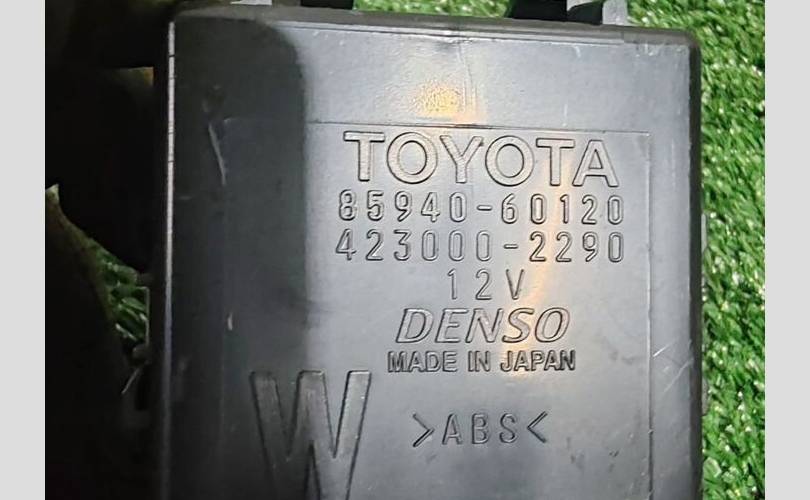 TOYOTA
85940-60120
423000-2290
12V
DENSO
MADE IN JAPAN
W
>ABS<